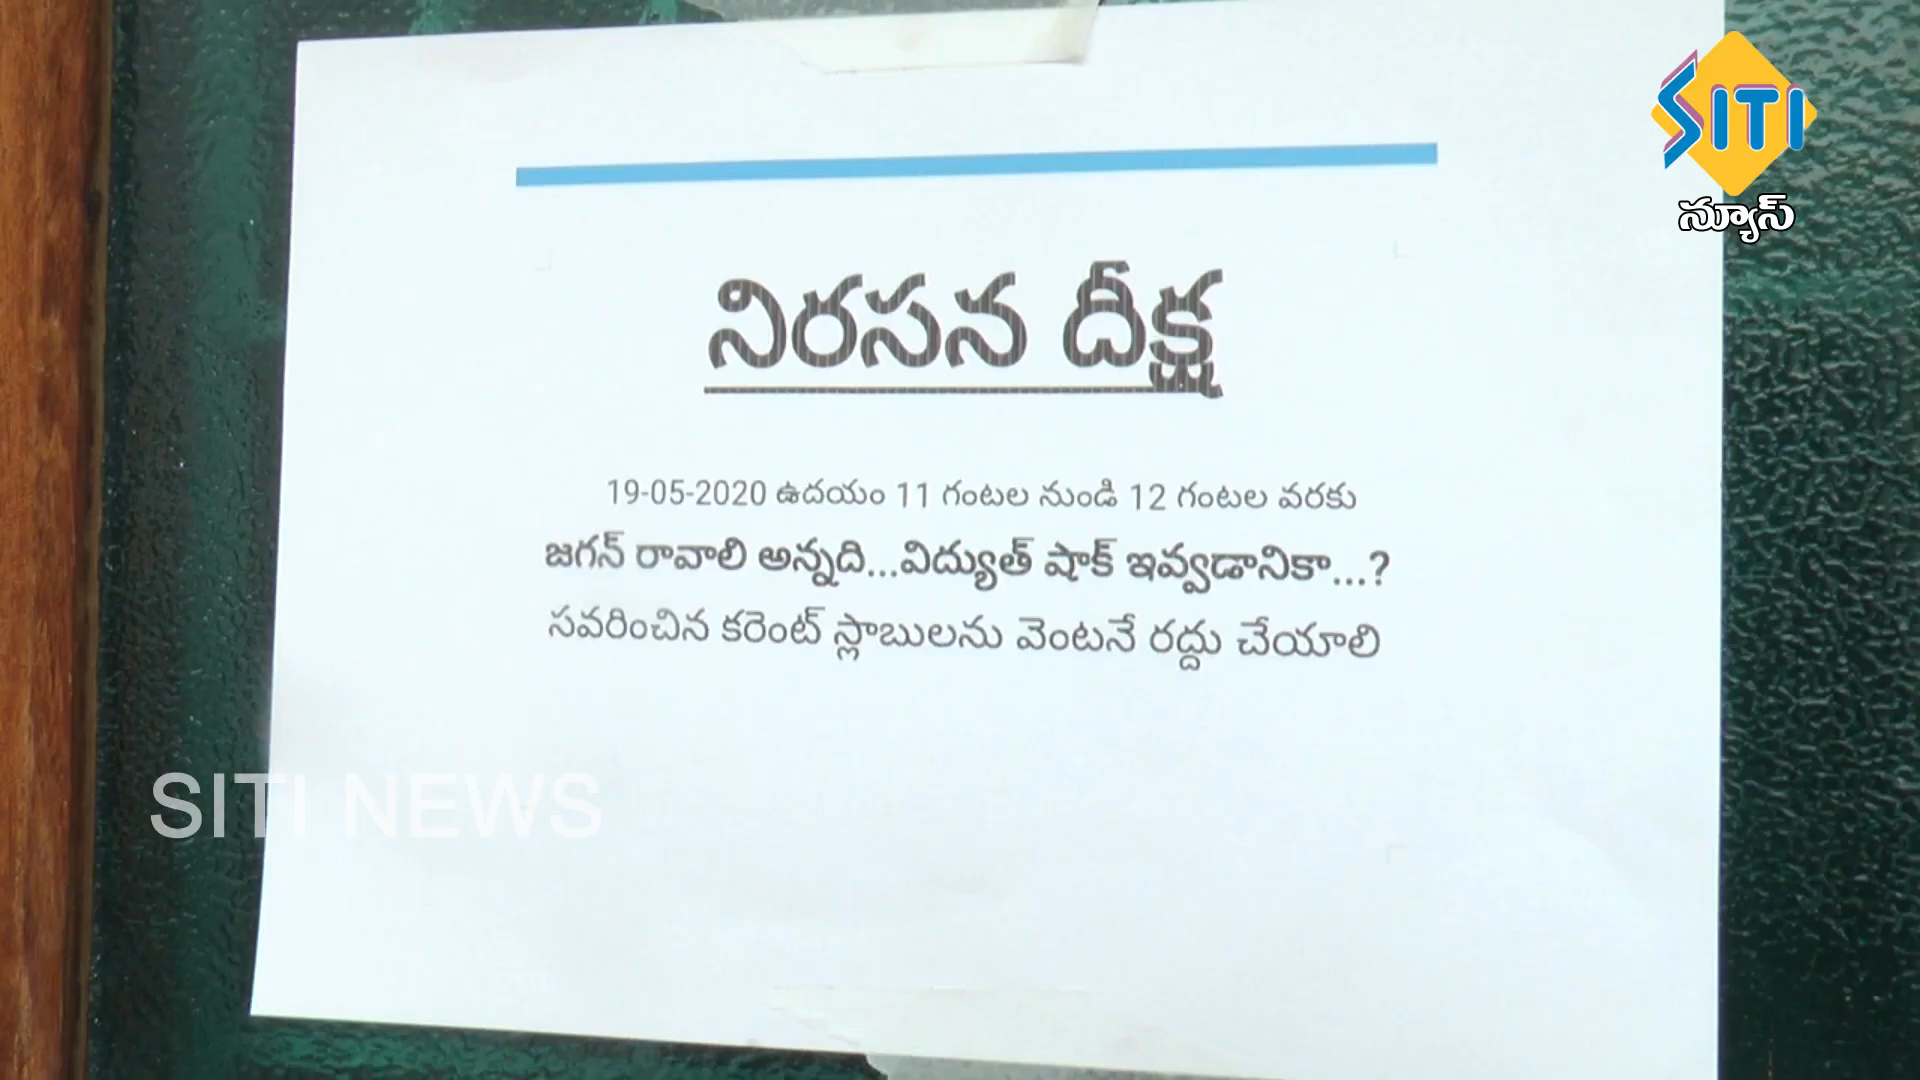 SITI
న్యూస్
నిరసన దీక్ష
19-05-2020 ఉదయం 11 గంటల నుండి 12 గంటల వరకు
జగన్ రావాలి అన్నది...విద్యుత్ షాక్ ఇవ్వడానికా...?
సవరించిన కరెంట్ స్లాబులను వెంటనే రద్దు చేయాలి
SITI NEWS